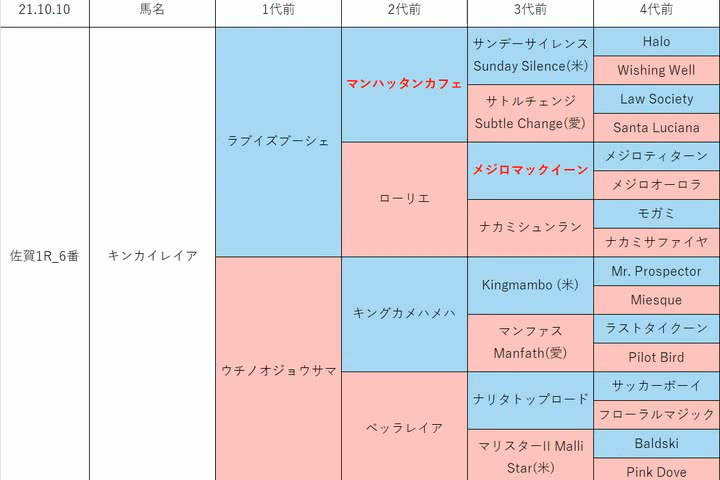 21.10.10 馬名 1代前 2代前 3代前 4代前
佐賀1R_6番
キンカイレイア
ラブイズブーシェ
マンハッタンカフェ
サンデーサイレンス
Sunday Silence(米)
Halo
Wishing Well
サトルチェンジ
Subtle Change(愛)
Law Society
Santa Luciana
ローリエ
メジロマックイーン
メジロティターン
メジロオーロラ
ナカミシュンラン
モガミ
ナカミサファイヤ
ウチノオジョウサマ
キングカメハメハ
Kingmambo (米)
Mr. Prospector
Miesque
マンファス
Manfath(愛)
ラストタイクーン
Pilot Bird
ベッラレイア
ナリタトップロード
サッカーボーイ
フローラルマジック
マリスターII Malli
Star(米)
Baldski
Pink Dove